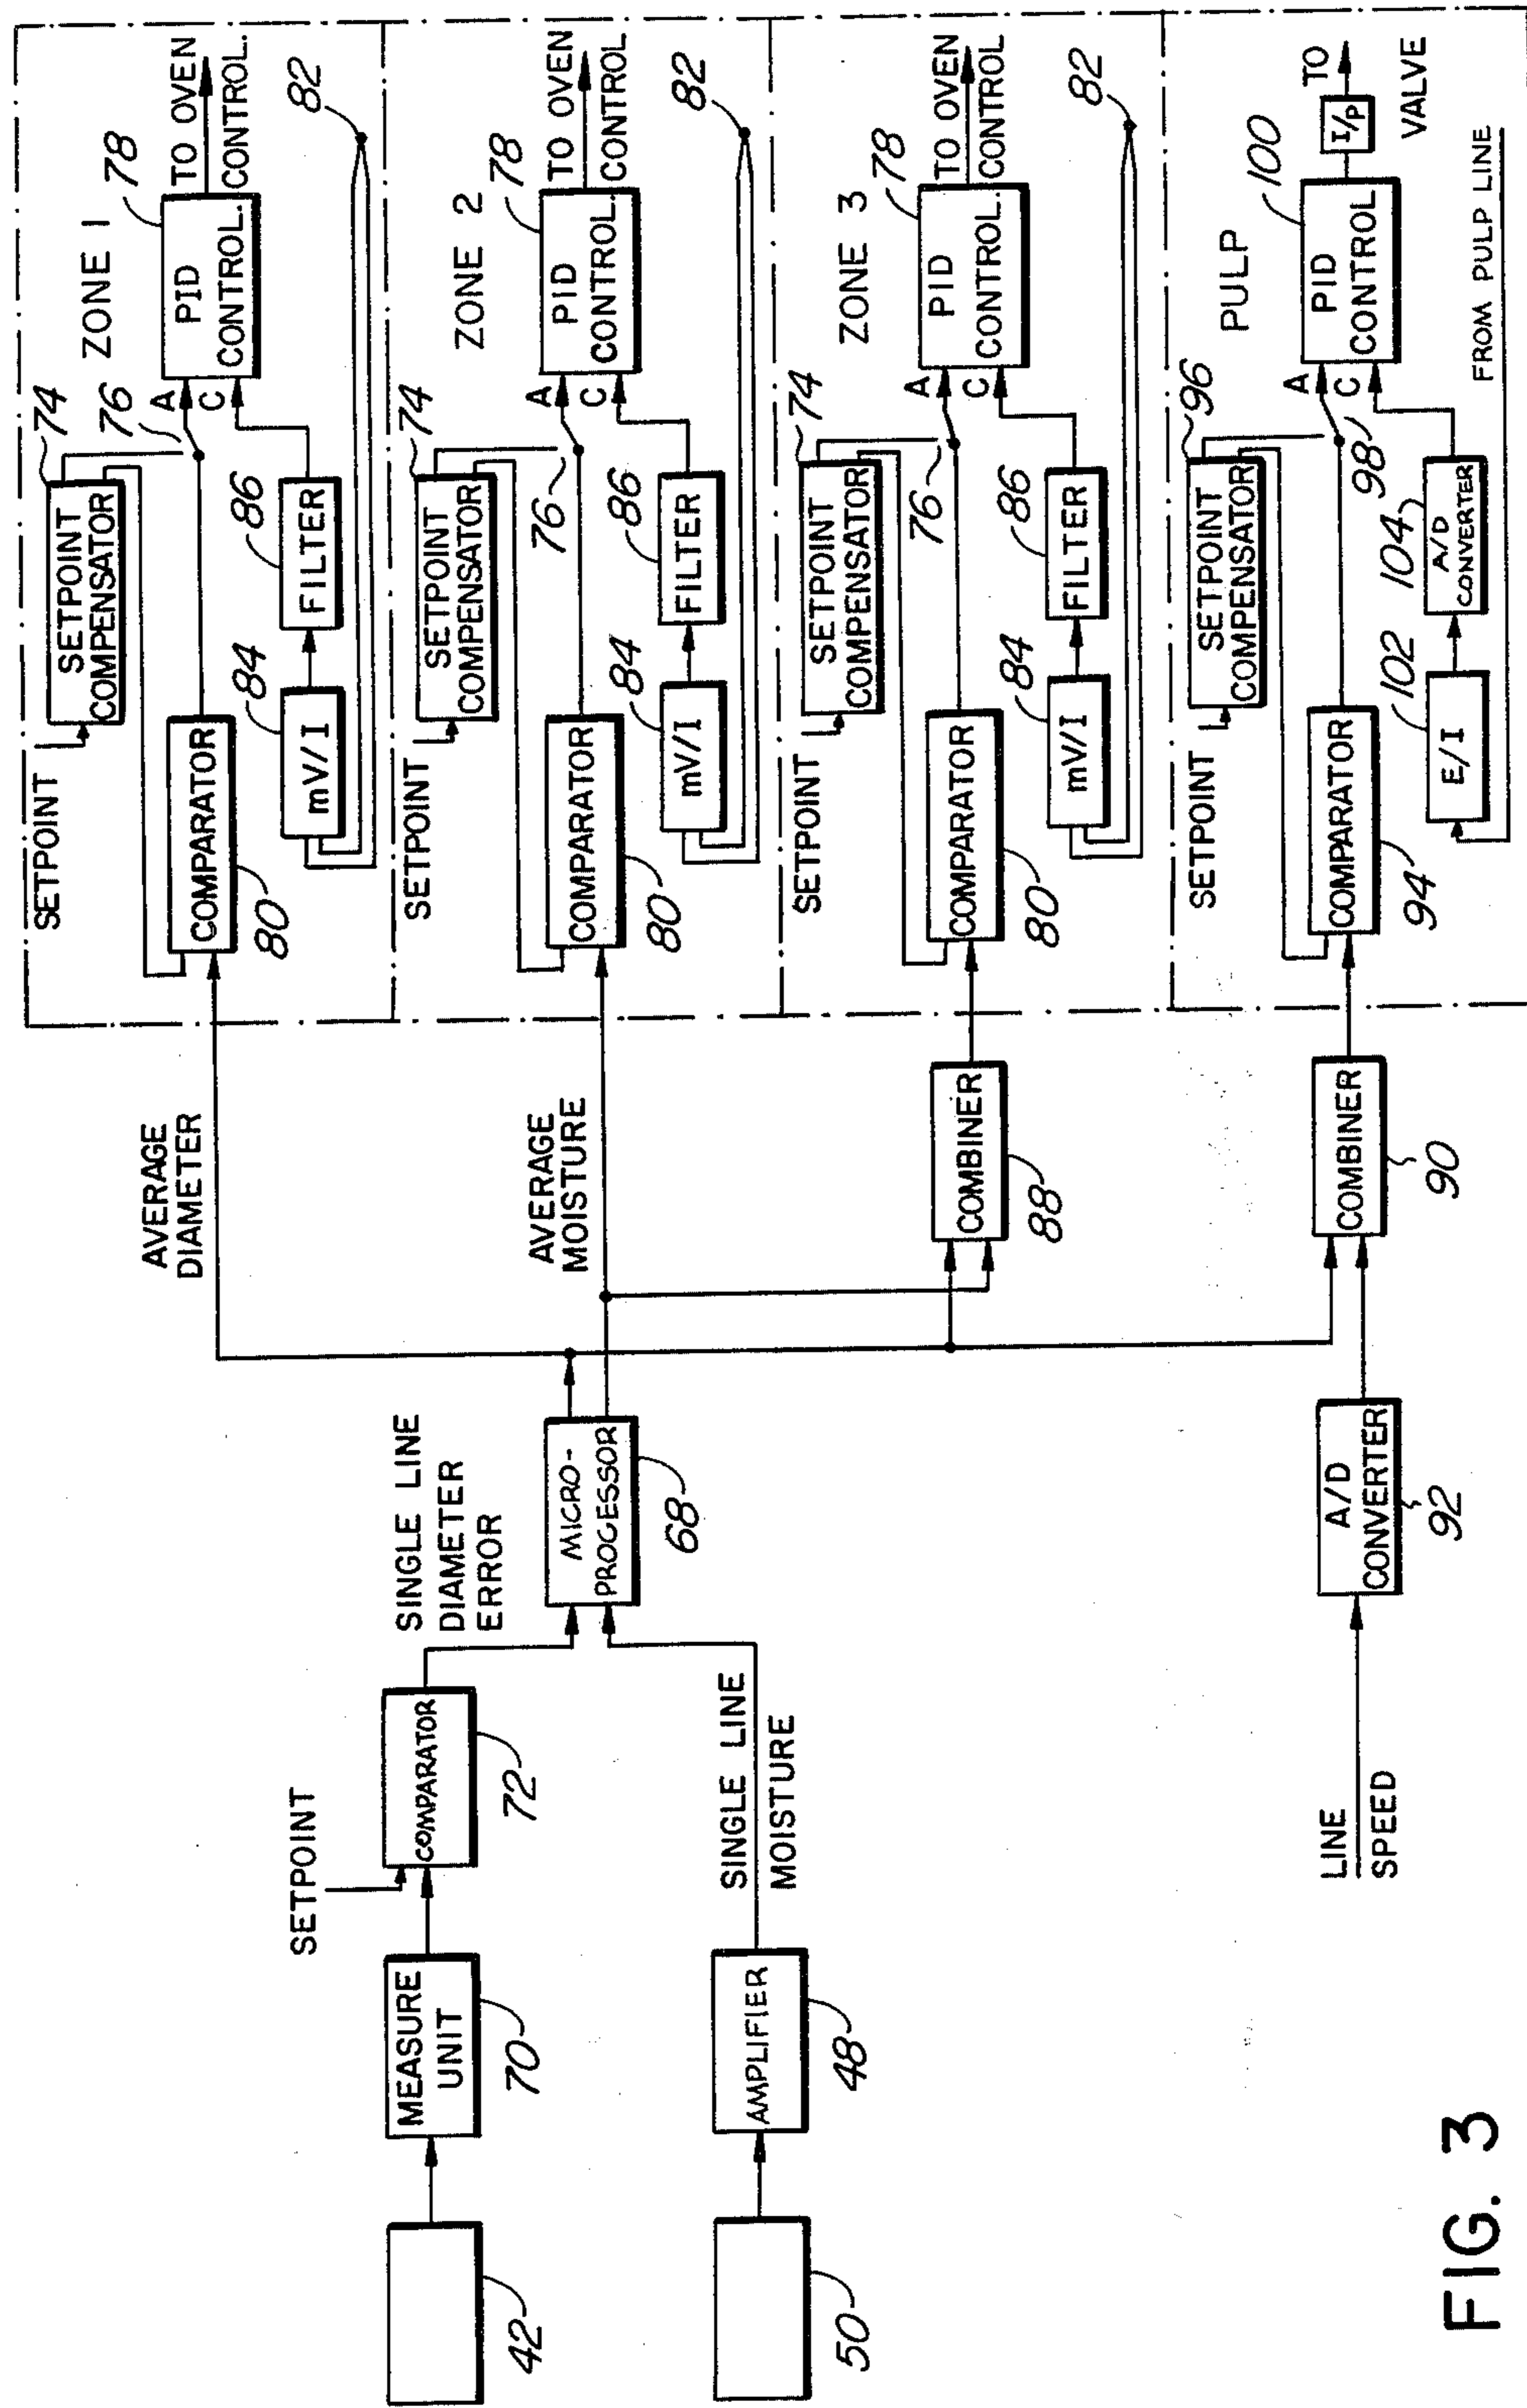 SETPOINT
SETPOINT
COMPENSATOR
74
76
ZONE 1
78
PID
CONTROL.
A
C
TO OVEN
CONTROL.
COMPARATOR
80
mV/I
84
FILTER
86
82
SETPOINT
SETPOINT
COMPENSATOR
74
76
ZONE 2
78
PID
CONTROL.
A
C
TO OVEN
CONTROL
COMPARATOR
80
mV/I
84
FILTER
86
82
SETPOINT
SETPOINT
COMPENSATOR
74
76
ZONE 3
78
PID
CONTROL.
A
C
TO OVEN
CONTROL
COMPARATOR
80
mV/I
84
FILTER
86
82
SETPOINT
SETPOINT
COMPENSATOR
96
98
PULP
100
PID
CONTROL
A
C
I/P
TO
VALVE
COMPARATOR
94
E/I
102
A/D
CONVERTER
104
FROM PULP LINE
AVERAGE
DIAMETER
AVERAGE
MOISTURE
COMBINER
88
COMBINER
90
SINGLE LINE
DIAMETER
ERROR
MICRO-
PROCESSOR
68
A/D
CONVERTER
92
LINE
SPEED
SETPOINT
COMPARATOR
72
SINGLE LINE
MOISTURE
MEASURE
UNIT
70
AMPLIFIER
48
42
50
FIG. 3